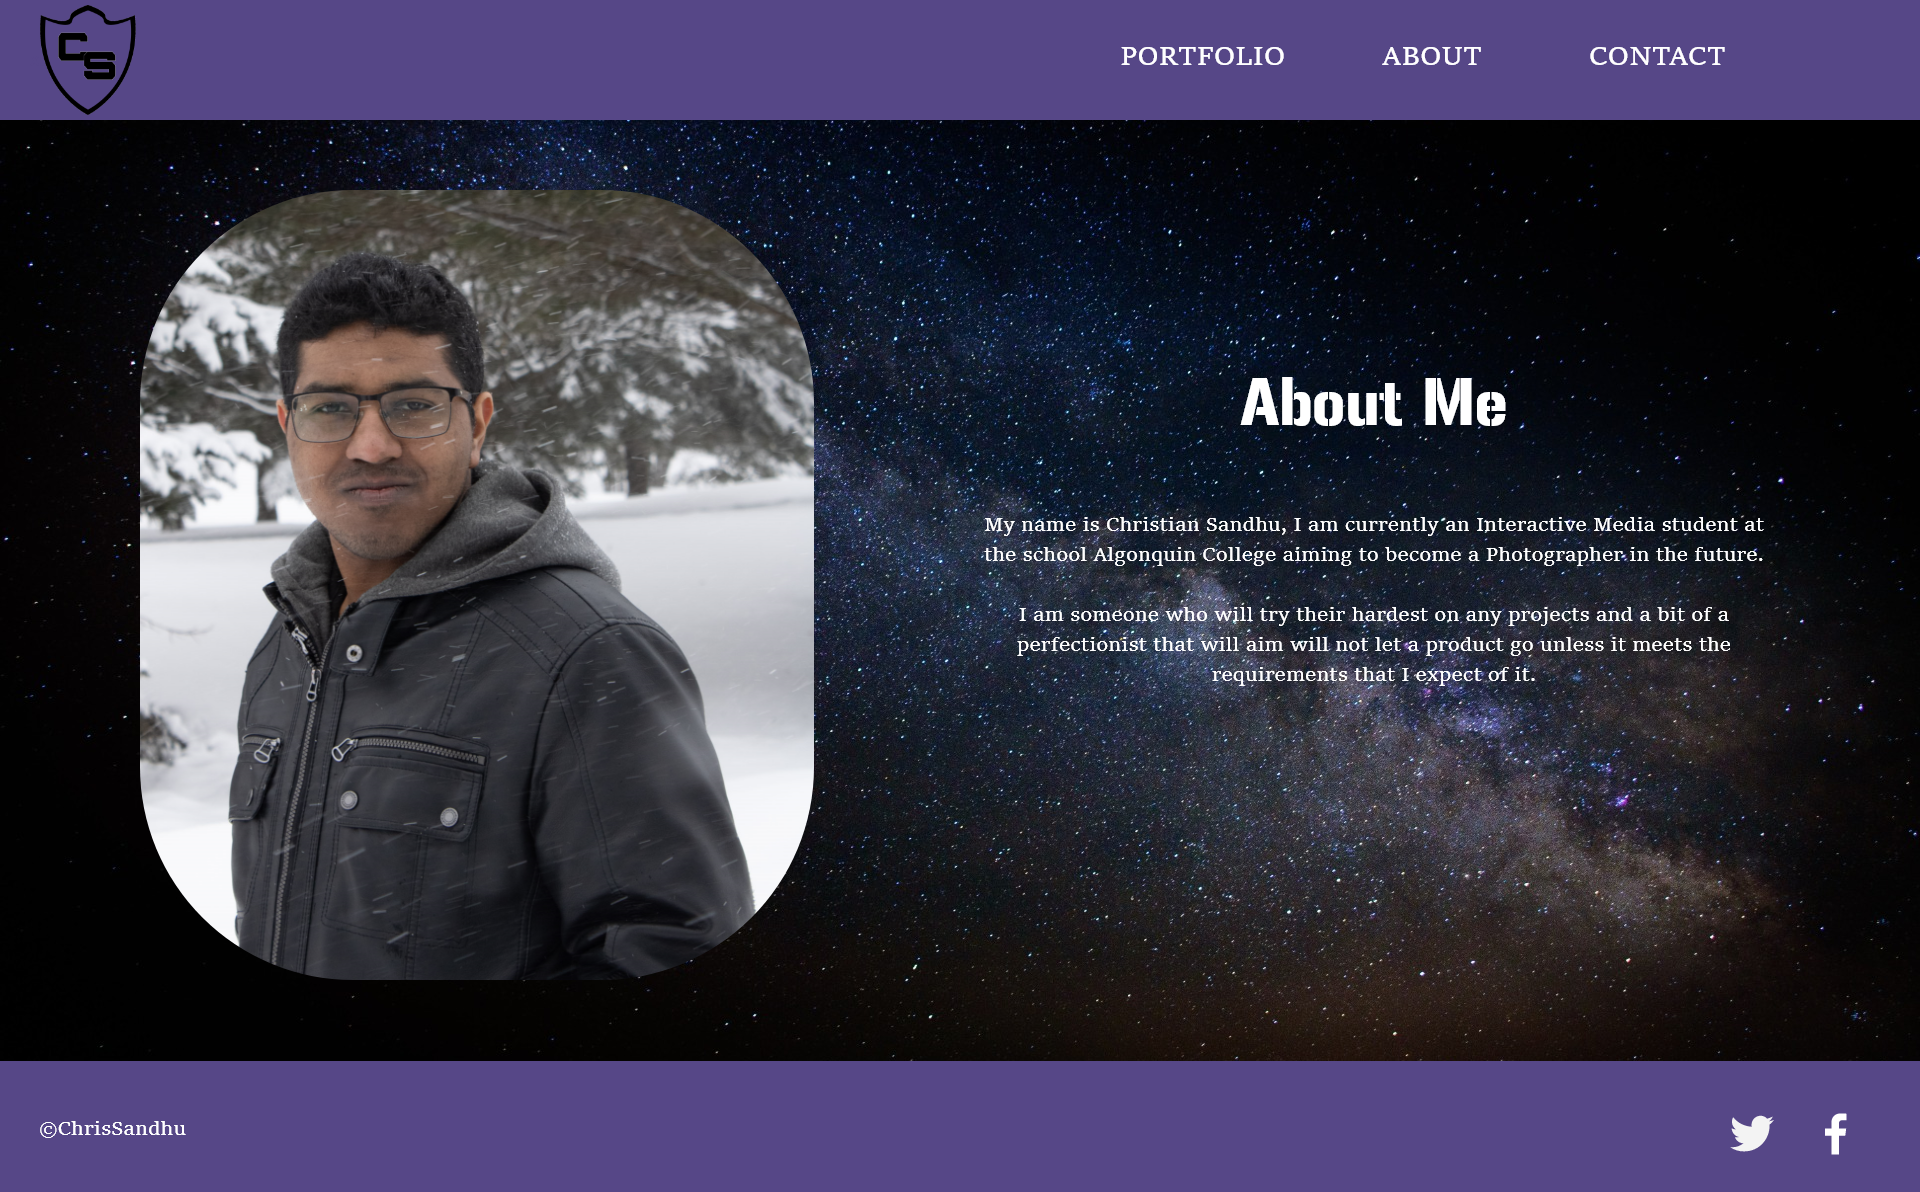 CS
PORTFOLIO
ABOUT
CONTACT
About Me
My name is Christian Sandhu, I am currently an Interactive Media student at
the school Algonquin College aiming to become a Photographer in the future.
I am someone who will try their hardest on any projects and a bit of a
perfectionist that will aim will not let a product go unless it meets the
requirements that I expect of it.
©ChrisSandhu